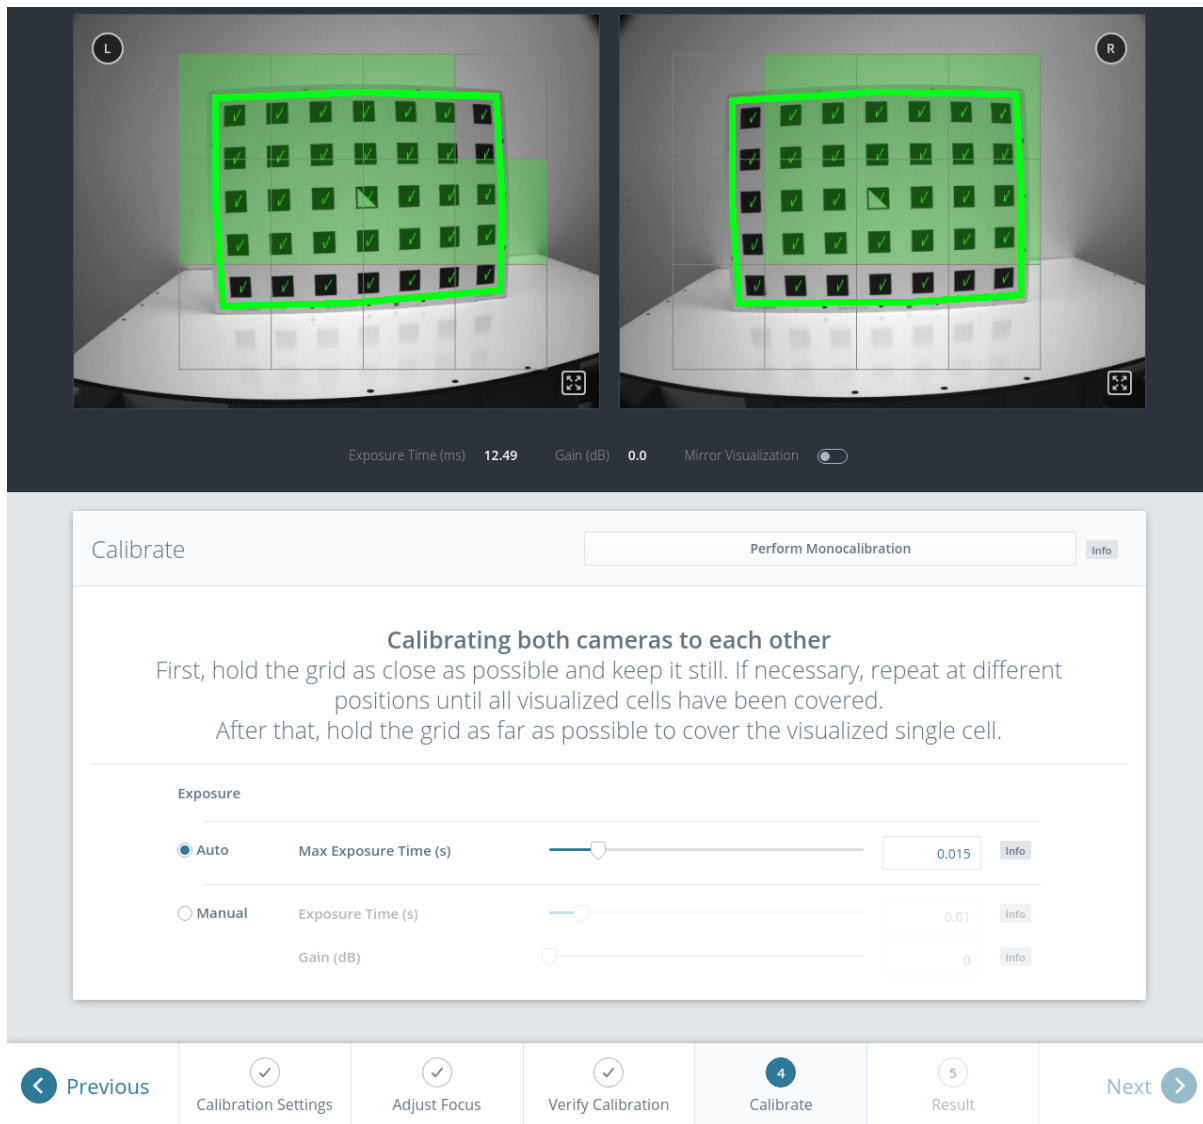 L
R
Exposure Time (ms) 12.49 Gain (dB) 0.0 Mirror Visualization
Calibrate Perform Monocalibration Info
Calibrating both cameras to each other
First, hold the grid as close as possible and keep it still. If necessary, repeat at different
positions until all visualized cells have been covered.
After that, hold the grid as far as possible to cover the visualized single cell.
Exposure
Auto Max Exposure Time (s) 0.015 Info
Manual Exposure Time (s) 0.01 Info
Gain (dB) 0 Info
Previous
Calibration Settings
Adjust Focus
Verify Calibration
4
Calibrate
5
Result
Next